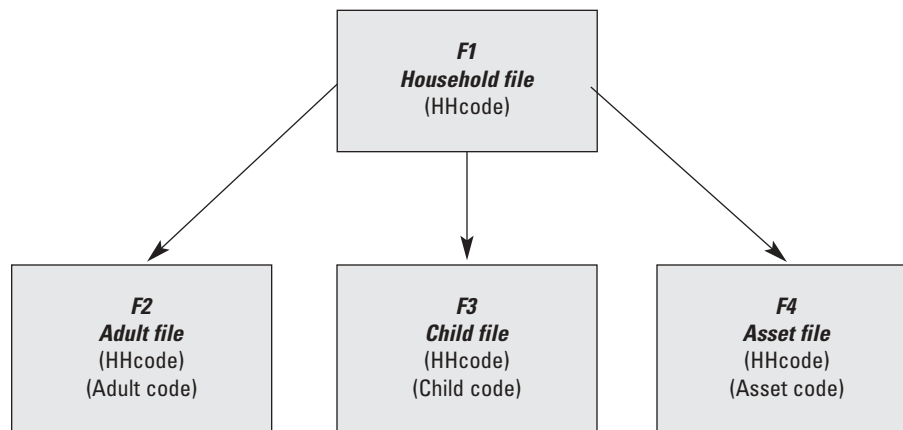 F1
Household file
(HHcode)
F2
Adult file
(HHcode)
(Adult code)
F3
Child file
(HHcode)
(Child code)
F4
Asset file
(HHcode)
(Asset code)